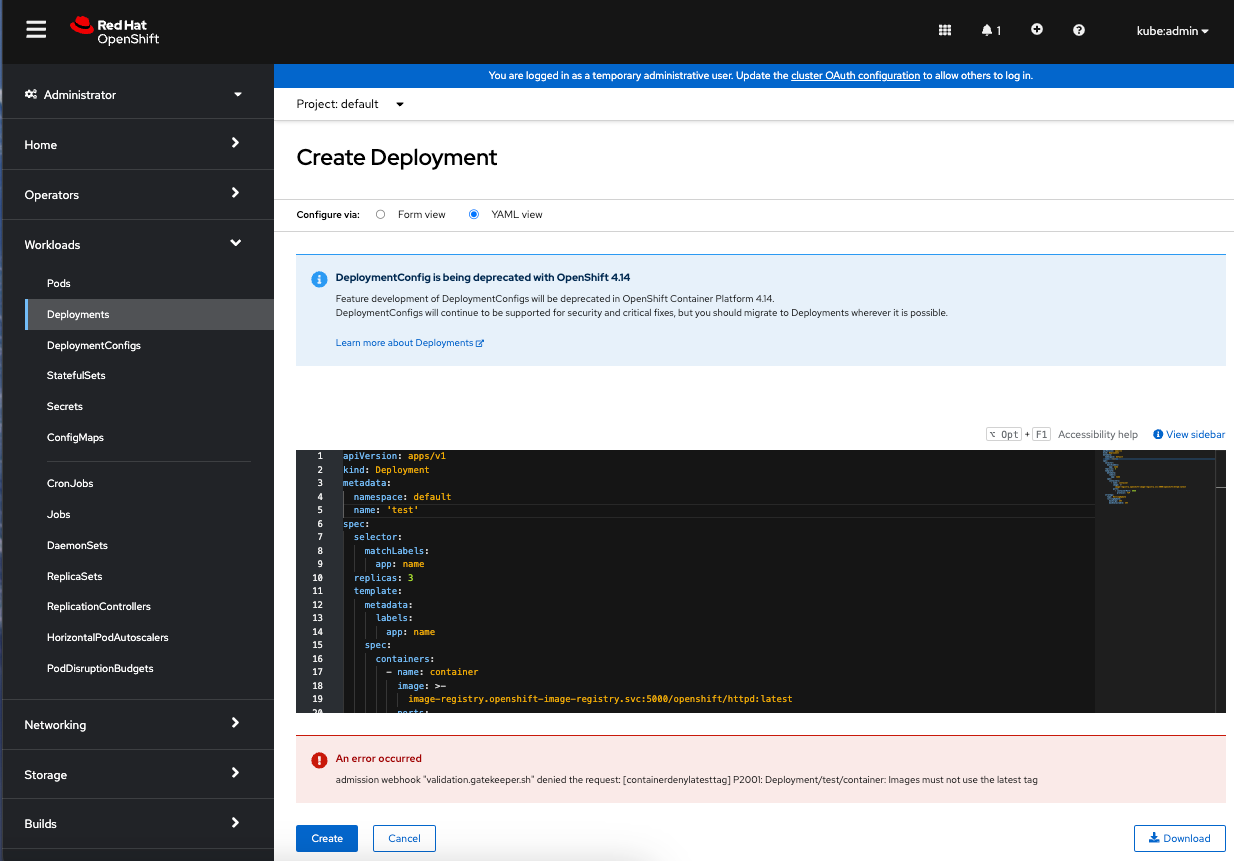 Red Hat
OpenShift
1
kube:admin
You are logged in as a temporary administrative user. Update the cluster OAuth configuration to allow others to log in.
Administrator
Home
Operators
Workloads
Pods
Deployments
DeploymentConfigs
StatefulSets
Secrets
ConfigMaps
CronJobs
Jobs
DaemonSets
ReplicaSets
ReplicationControllers
HorizontalPodAutoscalers
PodDisruptionBudgets
Networking
Storage
Builds
Project: default
Create Deployment
Configure via: Form view YAML view
DeploymentConfig is being deprecated with OpenShift 4.14
Feature development of DeploymentConfigs will be deprecated in OpenShift Container Platform 4.14.
DeploymentConfigs will continue to be supported for security and critical fixes, but you should migrate to Deployments wherever it is possible.
Learn more about Deployments
⌥ Opt + F1 Accessibility help View sidebar
1 apiVersion: apps/v1
2 kind: Deployment
3 metadata:
4 namespace: default
5 name: 'test'
6 spec:
7 selector:
8 matchLabels:
9 app: name
10 replicas: 3
11 template:
12 metadata:
13 labels:
14 app: name
15 spec:
16 containers:
17 - name: container
18 image: >-
19 image-registry.openshift-image-registry.svc:5000/openshift/httpd:latest
20 ports:
An error occurred
admission webhook "validation.gatekeeper.sh" denied the request: [containerdenylatesttag] P2001: Deployment/test/container: Images must not use the latest tag
Create Cancel Download